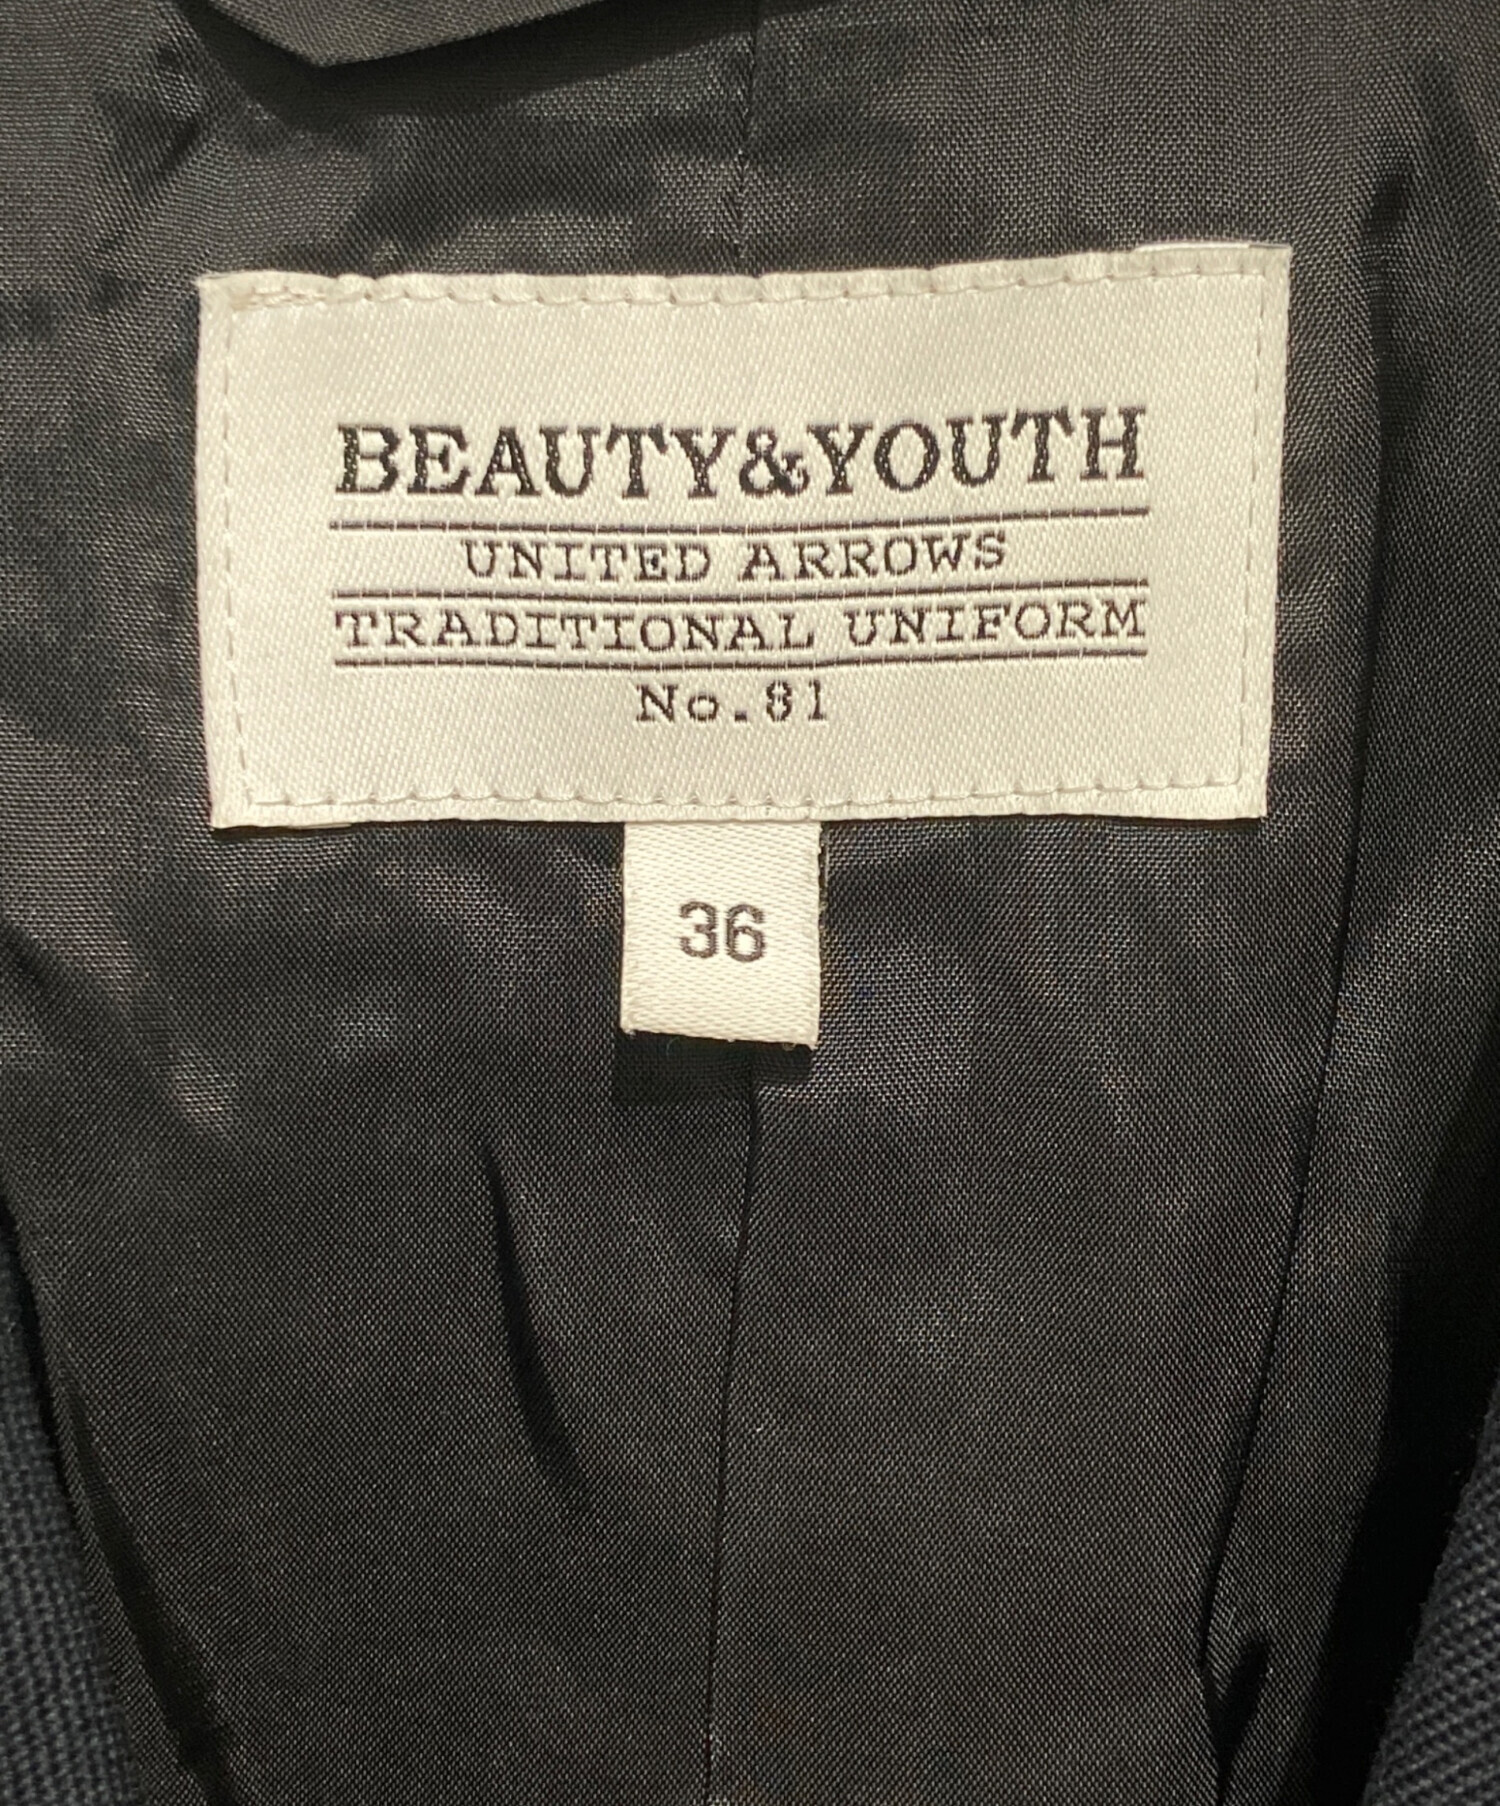 BEAUTY&YOUTH
UNITED ARROWS
TRADITIONAL UNIFORM
No.81
36